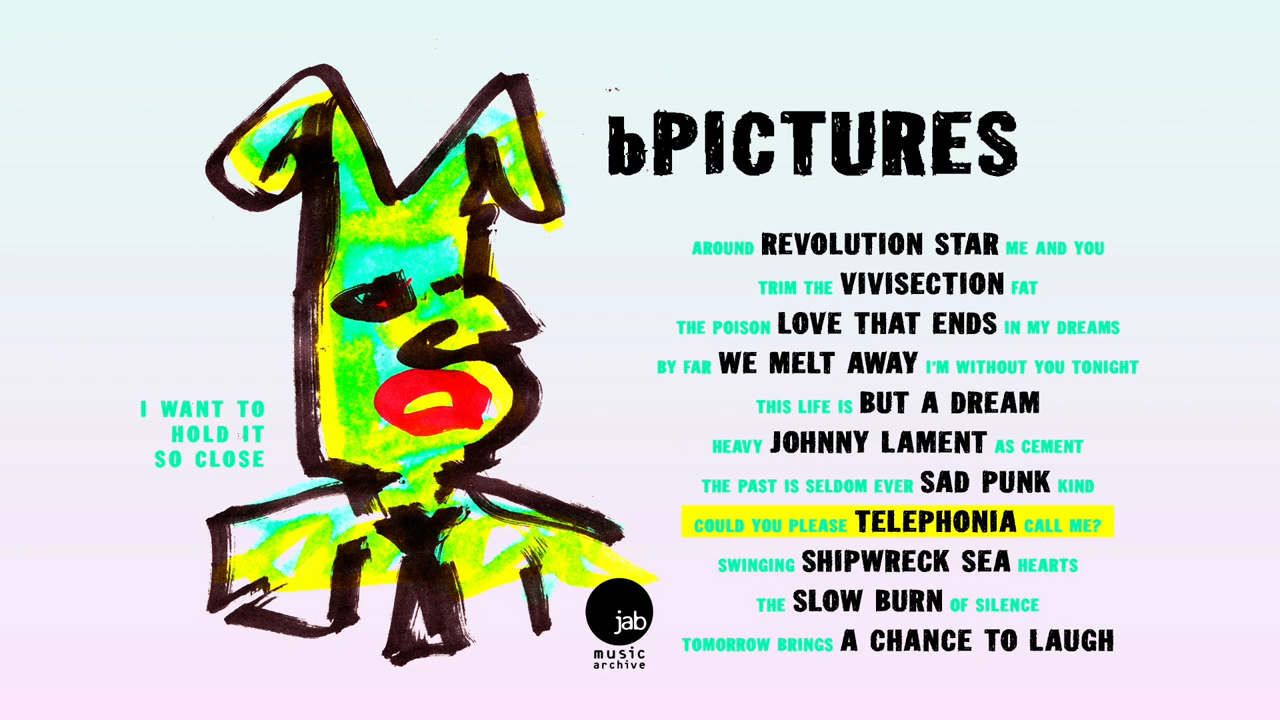 bPICTURES
AROUND REVOLUTION STAR ME AND YOU
TRIM THE VIVISECTION FAT
THE POISON LOVE THAT ENDS IN MY DREAMS
BY FAR WE MELT AWAY I'M WITHOUT YOU TONIGHT
THIS LIFE IS BUT A DREAM
HEAVY JOHNNY LAMENT AS CEMENT
THE PAST IS SELDOM EVER SAD PUNK KIND
COULD YOU PLEASE TELEPHONIA CALL ME?
SWINGING SHIPWRECK SEA HEARTS
THE SLOW BURN OF SILENCE
TOMORROW BRINGS A CHANCE TO LAUGH
I WANT TO
HOLD IT
SO CLOSE
jab
music
archive